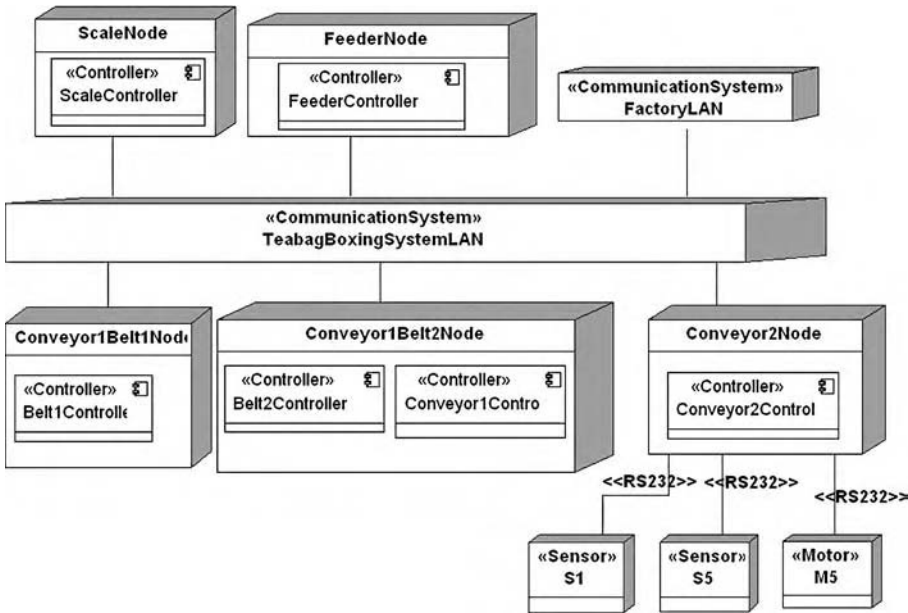 ScaleNode
«Controller»
ScaleController
FeederNode
«Controller»
FeederController
«CommunicationSystem»
FactoryLAN
«CommunicationSystem»
TeabagBoxingSystemLAN
Conveyor1Belt1Node
«Controller»
Belt1Controlle
Conveyor1Belt2Node
«Controller»
Belt2Controller
«Controller»
Conveyor1Contro
Conveyor2Node
«Controller»
Conveyor2Control
<<RS232>>
<<RS232>>
<<RS232>>
«Sensor»
S1
«Sensor»
S5
«Motor»
M5